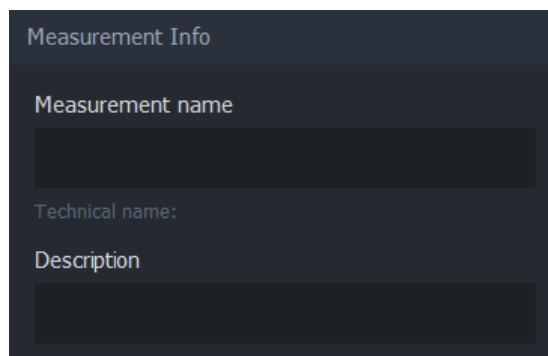 Measurement Info
Measurement name
Technical name:
Description